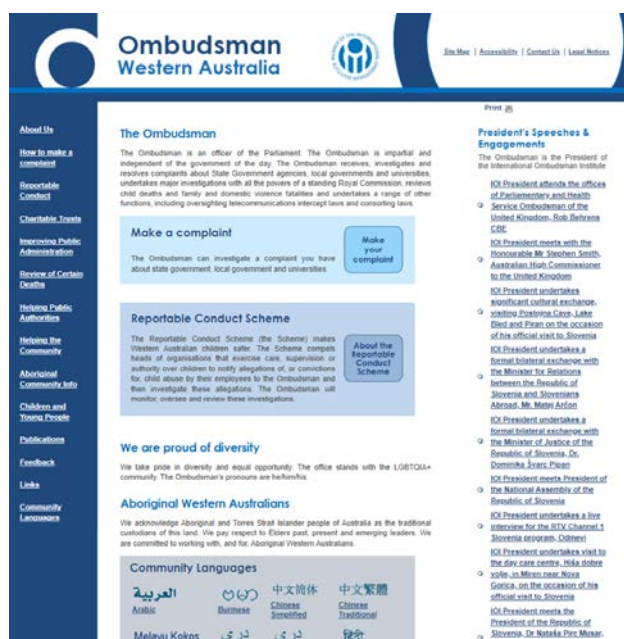 Ombudsman
Western Australia
Site Map | Accessibility | Contact Us | Legal Notices
Print
About Us
How to make a
complaint
Reportable
Conduct
Charitable Trusts
Improving Public
Administration
Review of Certain
Deaths
Helping Public
Authorities
Helping the
Community
Aboriginal
Community Info
Children and
Young People
Publications
Feedback
Links
Community
Languages
The Ombudsman
The Ombudsman is an officer of the Parliament. The Ombudsman is impartial and
independent of the government of the day. The Ombudsman receives, investigates and
resolves complaints about State Government agencies, local governments and universities,
undertakes major investigations with all the powers of a standing Royal Commission, reviews
child deaths and family and domestic violence fatalities and undertakes a range of other
functions, including oversighting telecommunications intercept laws and consorting laws.
Make a complaint
The Ombudsman can investigate a complaint you have
about state government, local government and universities
Make
your
complaint
Reportable Conduct Scheme
The Reportable Conduct Scheme (the Scheme) makes
Western Australian children safer. The Scheme compels
heads of organisations that exercise care, supervision or
authority over children to notify allegations of, or convictions
for, child abuse by their employees to the Ombudsman and
then investigate these allegations. The Ombudsman will
monitor, oversee and review these investigations.
About the
Reportable
Conduct
Scheme
We are proud of diversity
We take pride in diversity and equal opportunity. The office stands with the LGBTQIA+
community. The Ombudsman's pronouns are he/him/his.
Aboriginal Western Australians
We acknowledge Aboriginal and Torres Strait Islander people of Australia as the traditional
custodians of this land. We pay respect to Elders past, present and emerging leaders. We
are committed to working with, and for, Aboriginal Western Australians.
Community Languages
العربية
中文简体
中文繁體
Arabic
Burmese
Chinese
Simplified
Chinese
Traditional
Melayu Kokos
हिंदी
President's Speeches &
Engagements
The Ombudsman is the President of
the International Ombudsman Institute
IOI President attends the offices
of Parliamentary and Health
Service Ombudsman of the
United Kingdom, Rob Behrens
CBE
IOI President meets with the
Honourable Mr Stephen Smith,
Australian High Commissioner
to the United Kingdom
IOI President undertakes
significant cultural exchange,
visiting Postojna Cave, Lake
Bled and Piran on the occasion
of his official visit to Slovenia
IOI President undertakes a
formal bilateral exchange with
the Minister for Relations
between the Republic of
Slovenia and Slovenians
Abroad, Mr. Matej Arčon
IOI President undertakes a
formal bilateral exchange with
the Minister of Justice of the
Republic of Slovenia, Dr.
Dominika Švarc Pipan
IOI President meets President of
the National Assembly of the
Republic of Slovenia
IOI President undertakes a live
interview for the RTV Channel 1
Slovenia program, Odmevi
IOI President undertakes visit to
the day care centre, Hiša dobre
volje, in Miren near Nova
Gorica, on the occasion of his
official visit to Slovenia
IOI President meets the
President of the Republic of
Slovenia, Dr Nataša Pirc Musar,